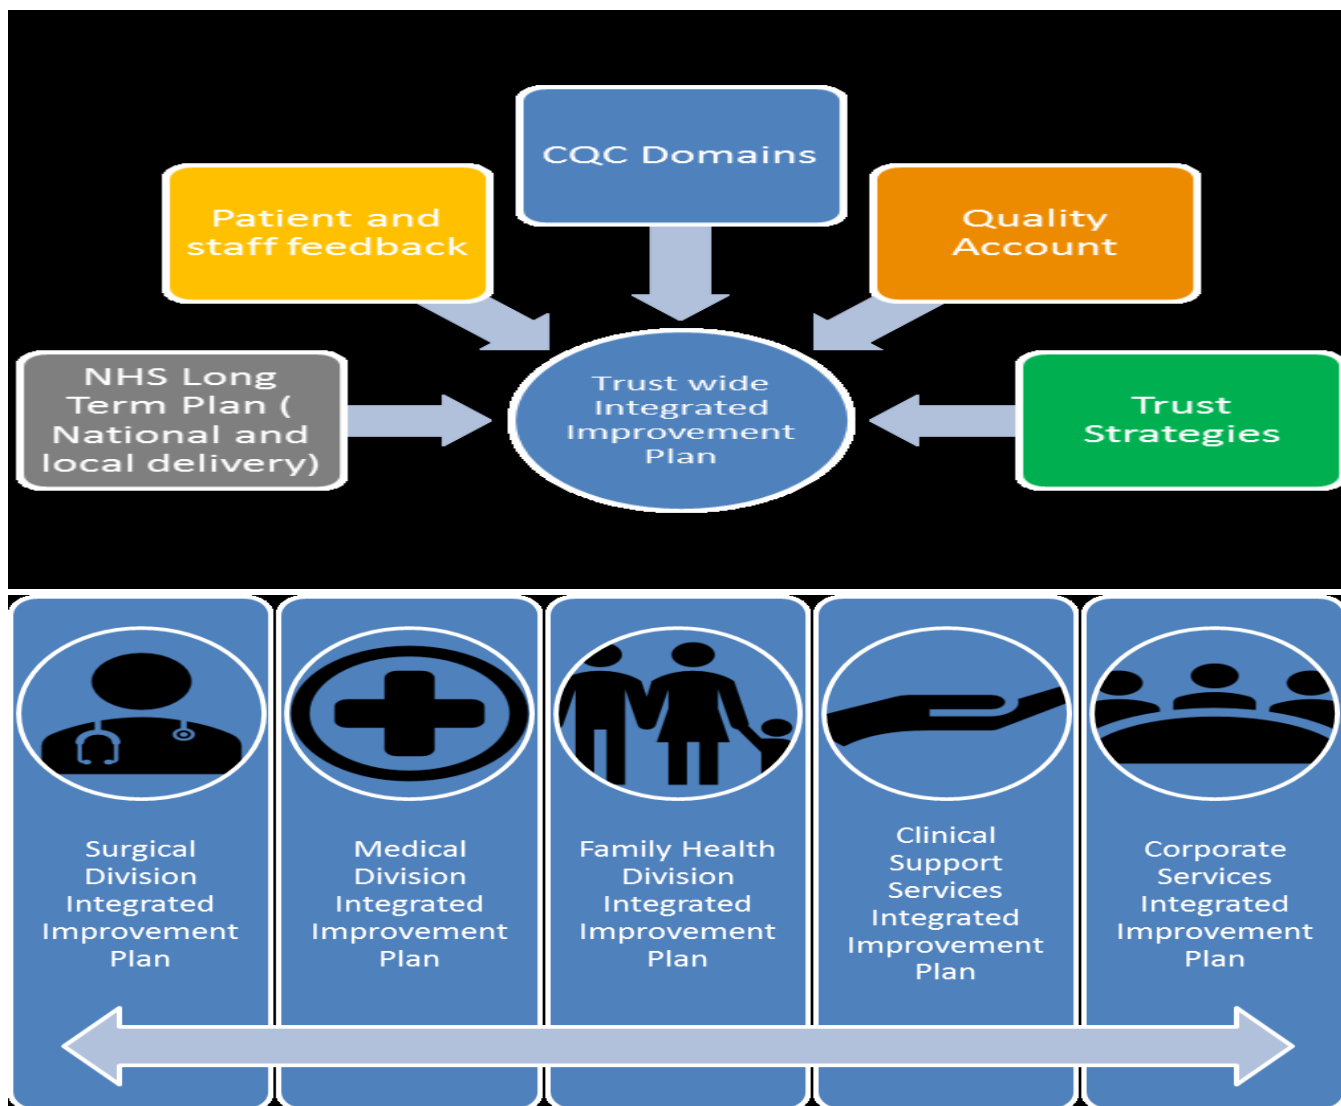 CQC Domains
Patient and
staff feedback
Quality
Account
NHS Long
Term Plan (
National and
local delivery)
Trust wide
Integrated
Improvement
Plan
Trust
Strategies
Surgical
Division
Integrated
Improvement
Plan
Medical
Division
Integrated
Improvement
Plan
Family Health
Division
Integrated
Improvement
Plan
Clinical
Support
Services
Integrated
Improvement
Plan
Corporate
Services
Integrated
Improvement
Plan